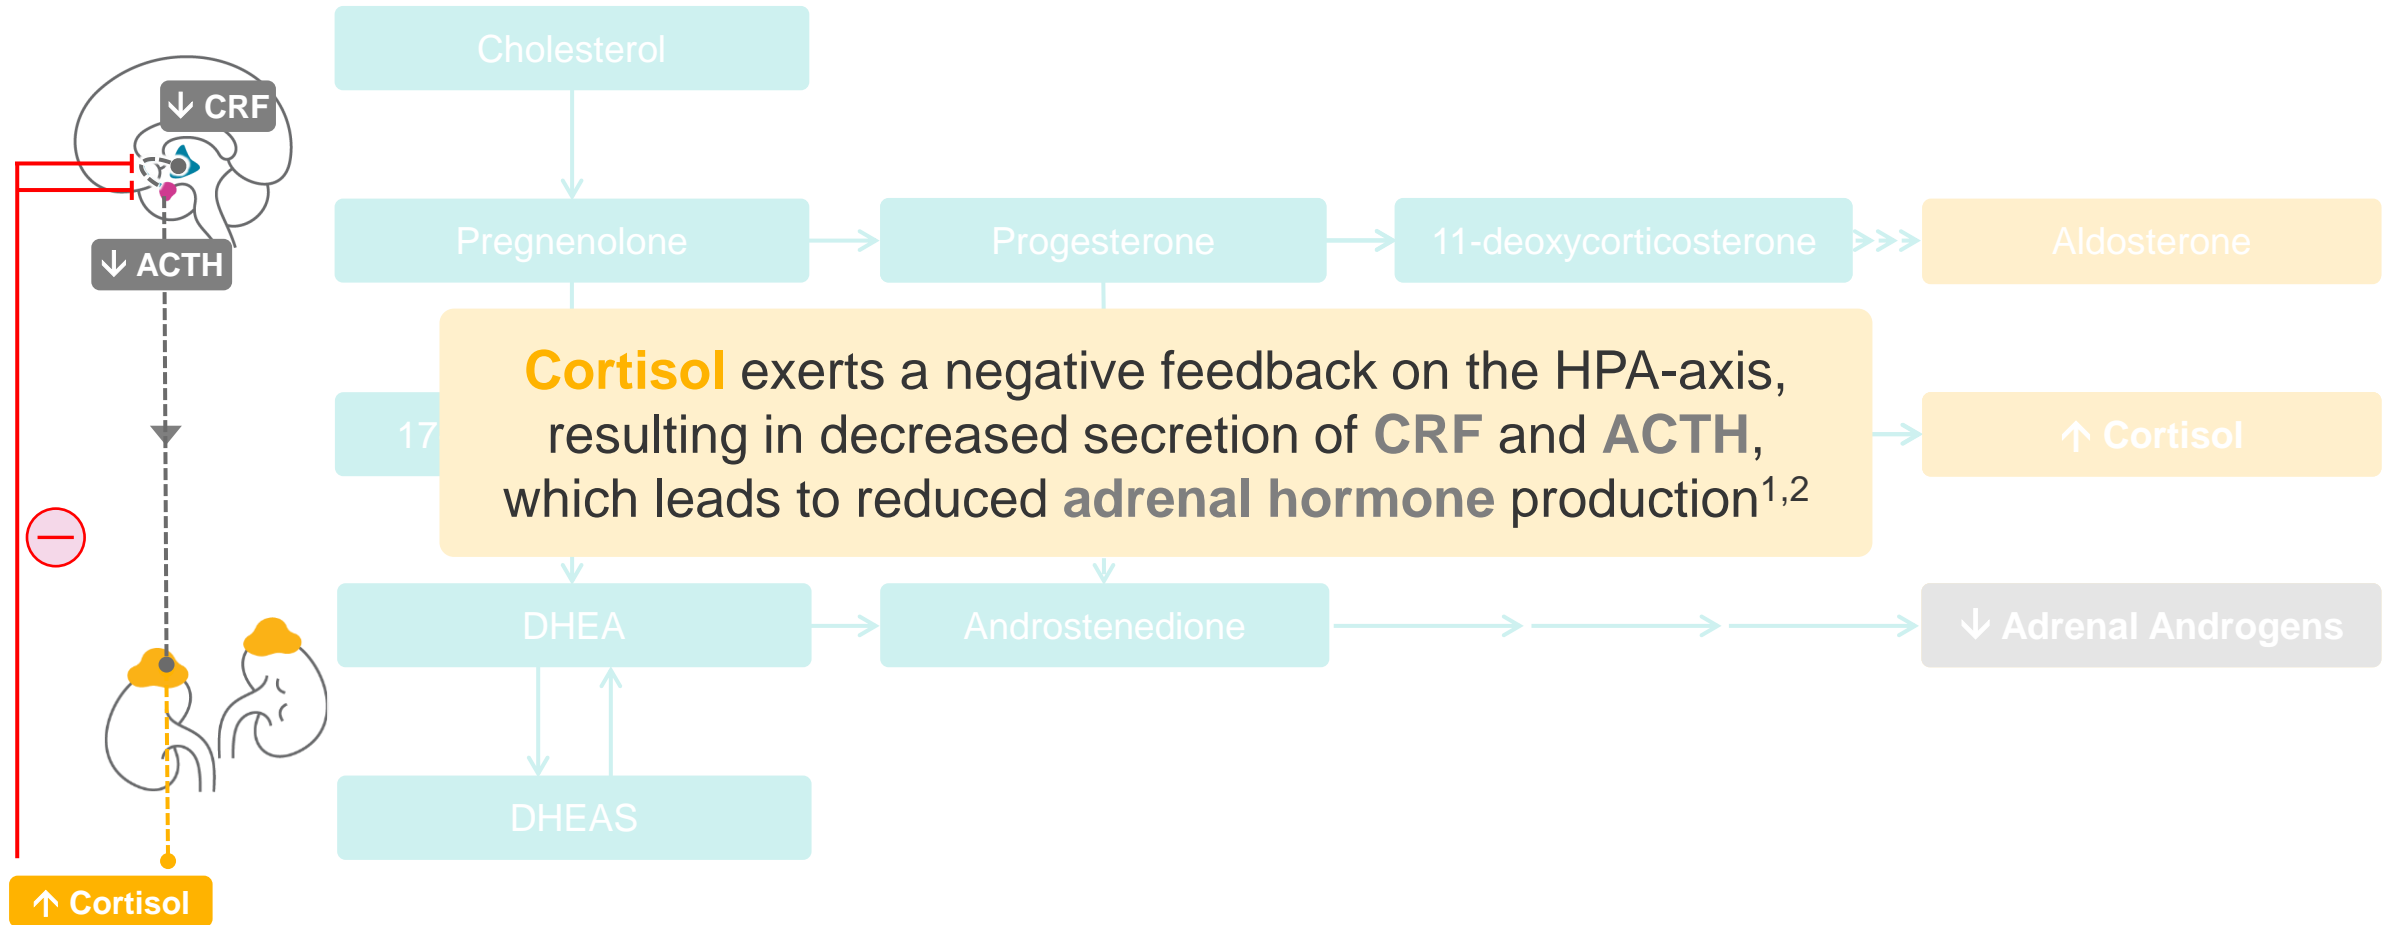 Cholesterol
↓ CRF
Pregnenolone
Progesterone
11-deoxycorticosterone
Aldosterone
↓ ACTH
Cortisol exerts a negative feedback on the HPA-axis,
resulting in decreased secretion of CRF and ACTH,
which leads to reduced adrenal hormone production1,2
17
↑ Cortisol
DHEA
Androstenedione
↓ Adrenal Androgens
DHEAS
↑ Cortisol